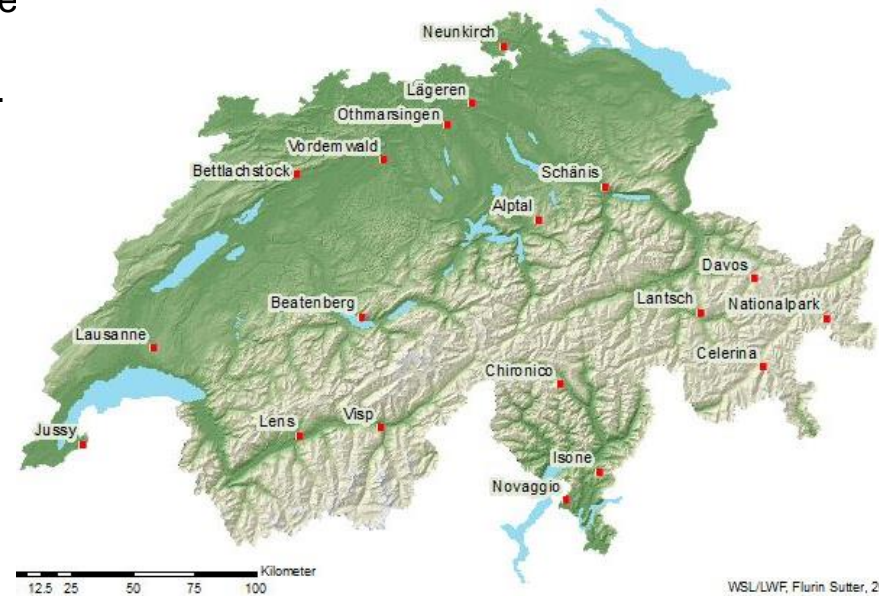 e
.
Neunkirch
Lägeren
Othmarsingen
Vordemwald
Bettlachstock
Schänis
Alptal
Davos
Beatenberg
Lantsch
Nationalpark
Lausanne
Celerina
Chironico
Lens
Visp
Jussy
Isone
Novaggio
Kilometer
12.5 25 50 75 100
WSL/LWF, Flurin Sutter, 2